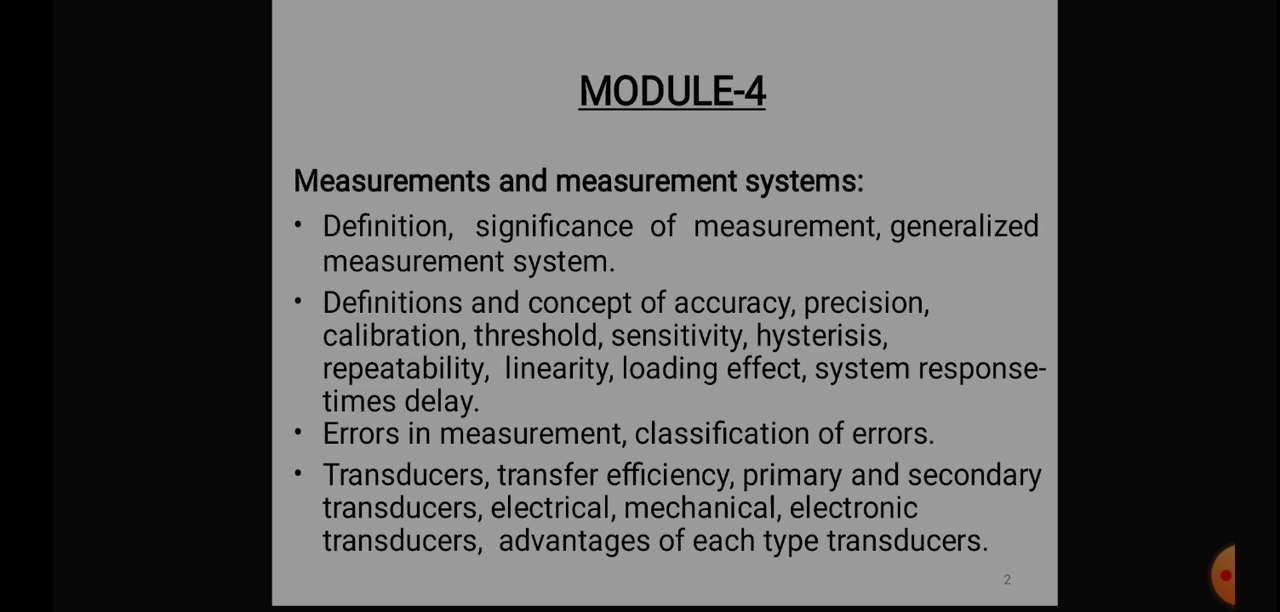 MODULE-4
Measurements and measurement systems:
• Definition, significance of measurement, generalized
measurement system.
• Definitions and concept of accuracy, precision,
calibration, threshold, sensitivity, hysterisis,
repeatability, linearity, loading effect, system response-
times delay.
• Errors in measurement, classification of errors.
• Transducers, transfer efficiency, primary and secondary
transducers, electrical, mechanical, electronic
transducers, advantages of each type transducers.
2